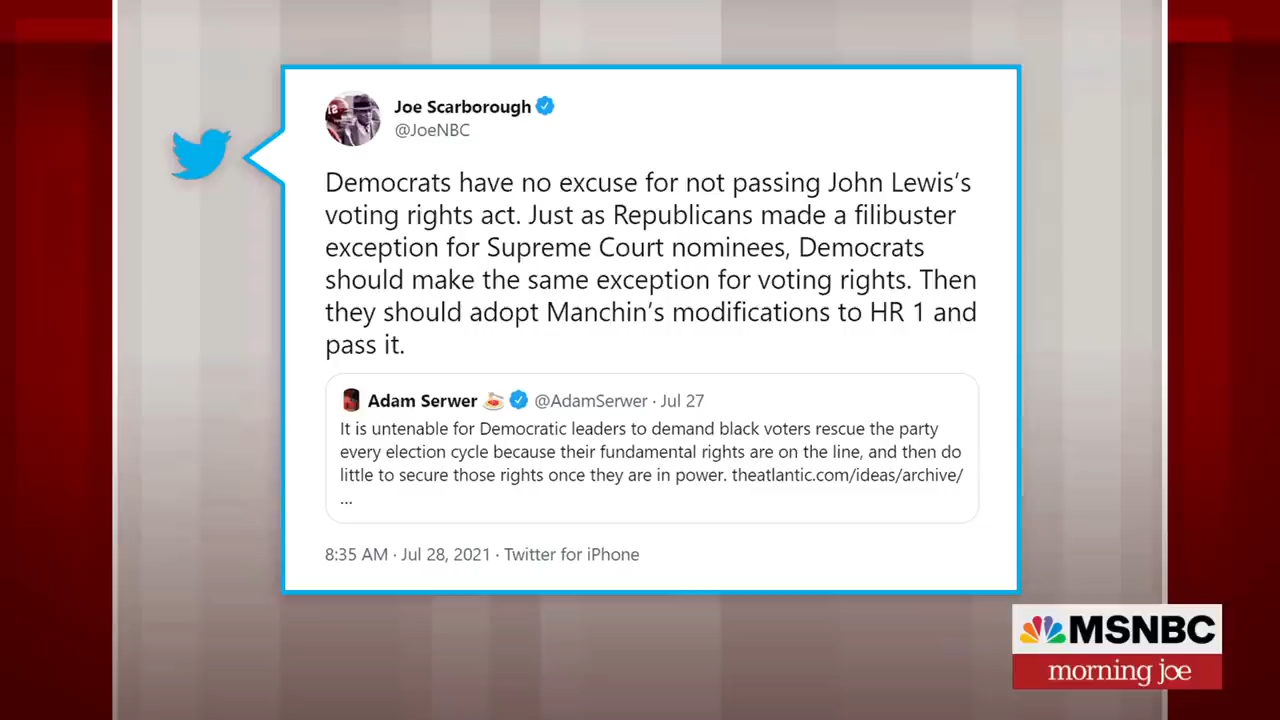 Joe Scarborough
@JoeNBC
Democrats have no excuse for not passing John Lewis’s
voting rights act. Just as Republicans made a filibuster
exception for Supreme Court nominees, Democrats
should make the same exception for voting rights. Then
they should adopt Manchin’s modifications to HR 1 and
pass it.
Adam Serwer 🍝 @AdamSerwer · Jul 27
It is untenable for Democratic leaders to demand black voters rescue the party
every election cycle because their fundamental rights are on the line, and then do
little to secure those rights once they are in power. theatlantic.com/ideas/archive/
...
8:35 AM · Jul 28, 2021 · Twitter for iPhone
MSNBC
morning joe